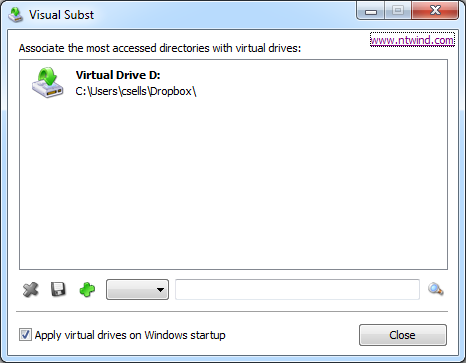 Visual Subst
www.ntwind.com
Associate the most accessed directories with virtual drives:
Virtual Drive D:
C:\Users\csells\Dropbox\
Apply virtual drives on Windows startup
Close